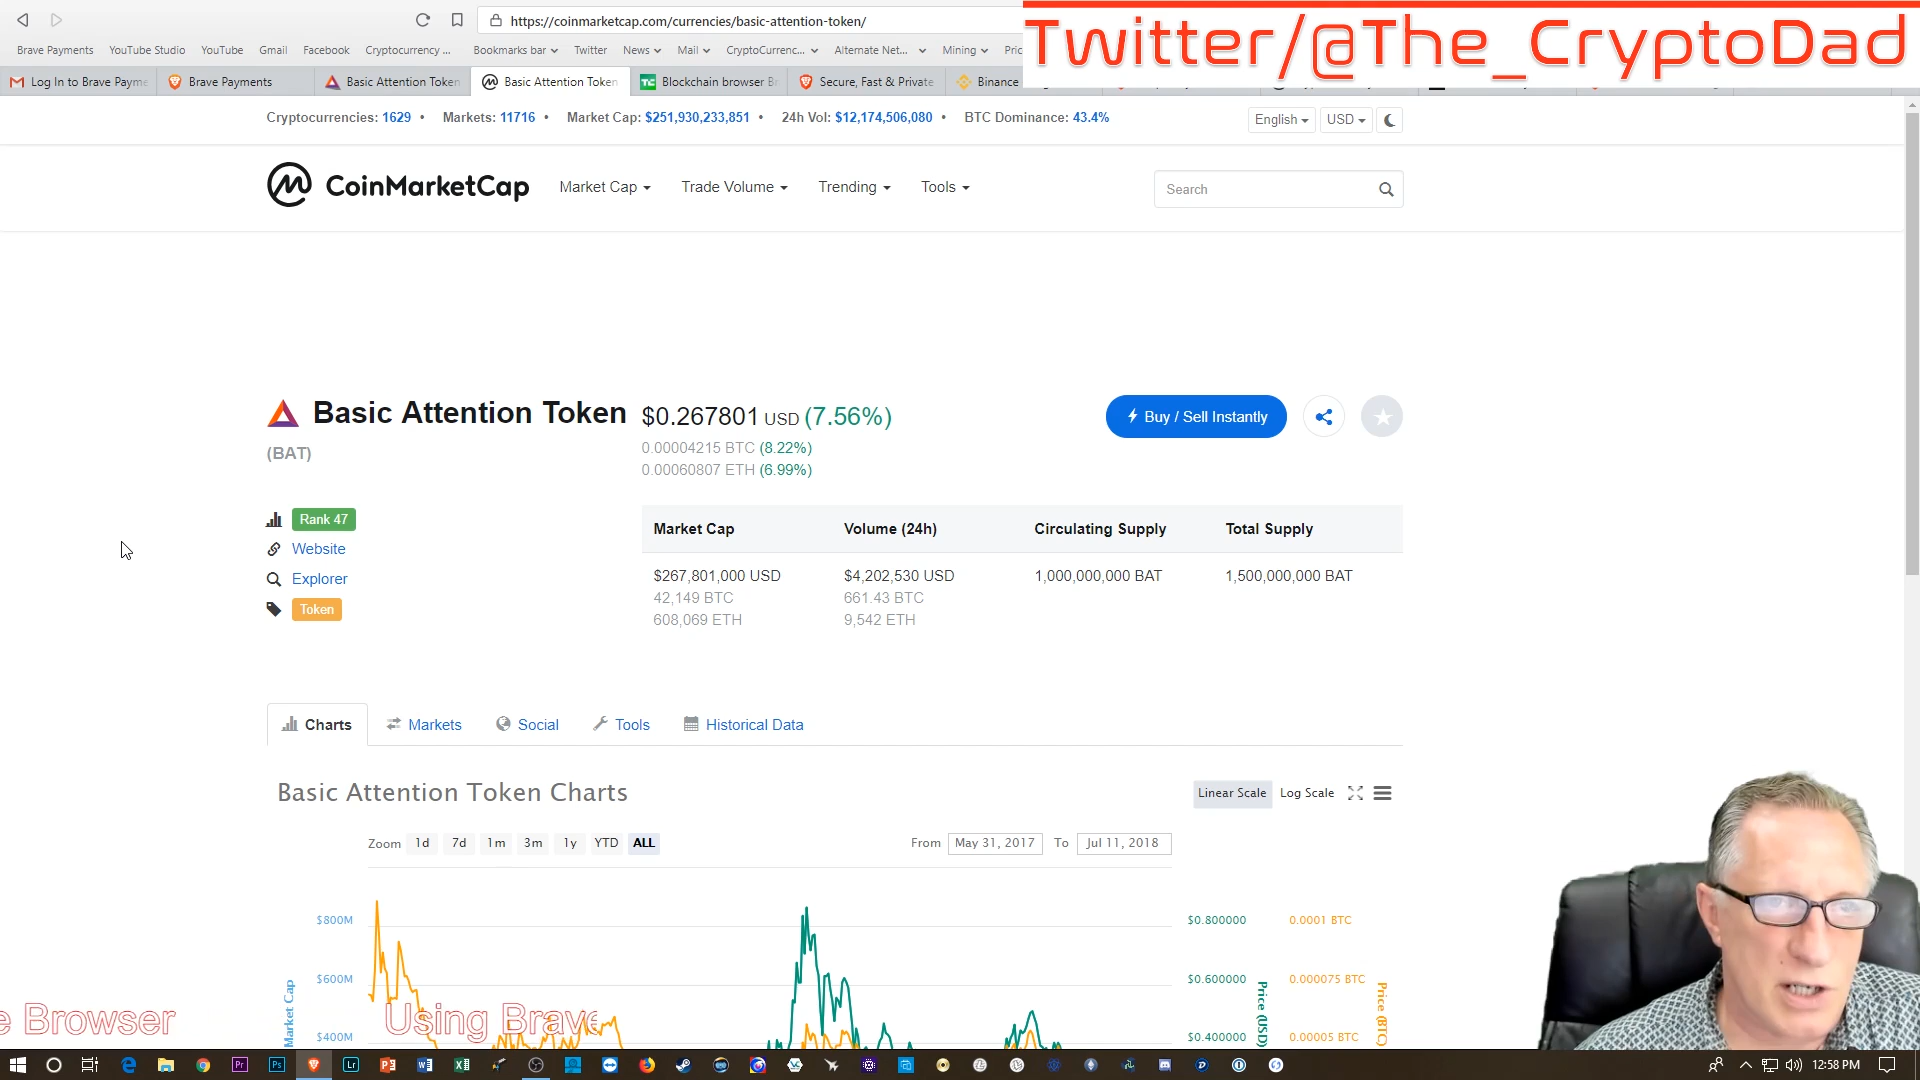 https://coinmarketcap.com/currencies/basic-attention-token/
Twitter/@The_CryptoDad
Brave Payments YouTube Studio YouTube Gmail Facebook Cryptocurrency ... Bookmarks bar Twitter News Mail CryptoCurrenc... Alternate Net... Mining Pric
Log In to Brave Payme Brave Payments Basic Attention Token Basic Attention Token Blockchain browser Br Secure, Fast & Private Binance
Cryptocurrencies: 1629 • Markets: 11716 • Market Cap: $251,930,233,851 • 24h Vol: $12,174,506,080 • BTC Dominance: 43.4%
English USD
CoinMarketCap Market Cap Trade Volume Trending Tools Search
Basic Attention Token $0.267801 USD (7.56%) Buy / Sell Instantly
(BAT) 0.00004215 BTC (8.22%)
0.00060807 ETH (6.99%)
Rank 47
Website
Explorer
Token
Market Cap Volume (24h) Circulating Supply Total Supply
$267,801,000 USD $4,202,530 USD 1,000,000,000 BAT 1,500,000,000 BAT
42,149 BTC 661.43 BTC
608,069 ETH 9,542 ETH
Charts Markets Social Tools Historical Data
Basic Attention Token Charts Linear Scale Log Scale
Zoom 1d 7d 1m 3m 1y YTD ALL From May 31, 2017 To Jul 11, 2018
$800M $0.800000 0.0001 BTC
$600M $0.600000 0.000075 BTC
$400M $0.400000 0.00005 BTC
Market Cap Price (USD) Price (BTC)
e Browser Using Brave
12:58 PM